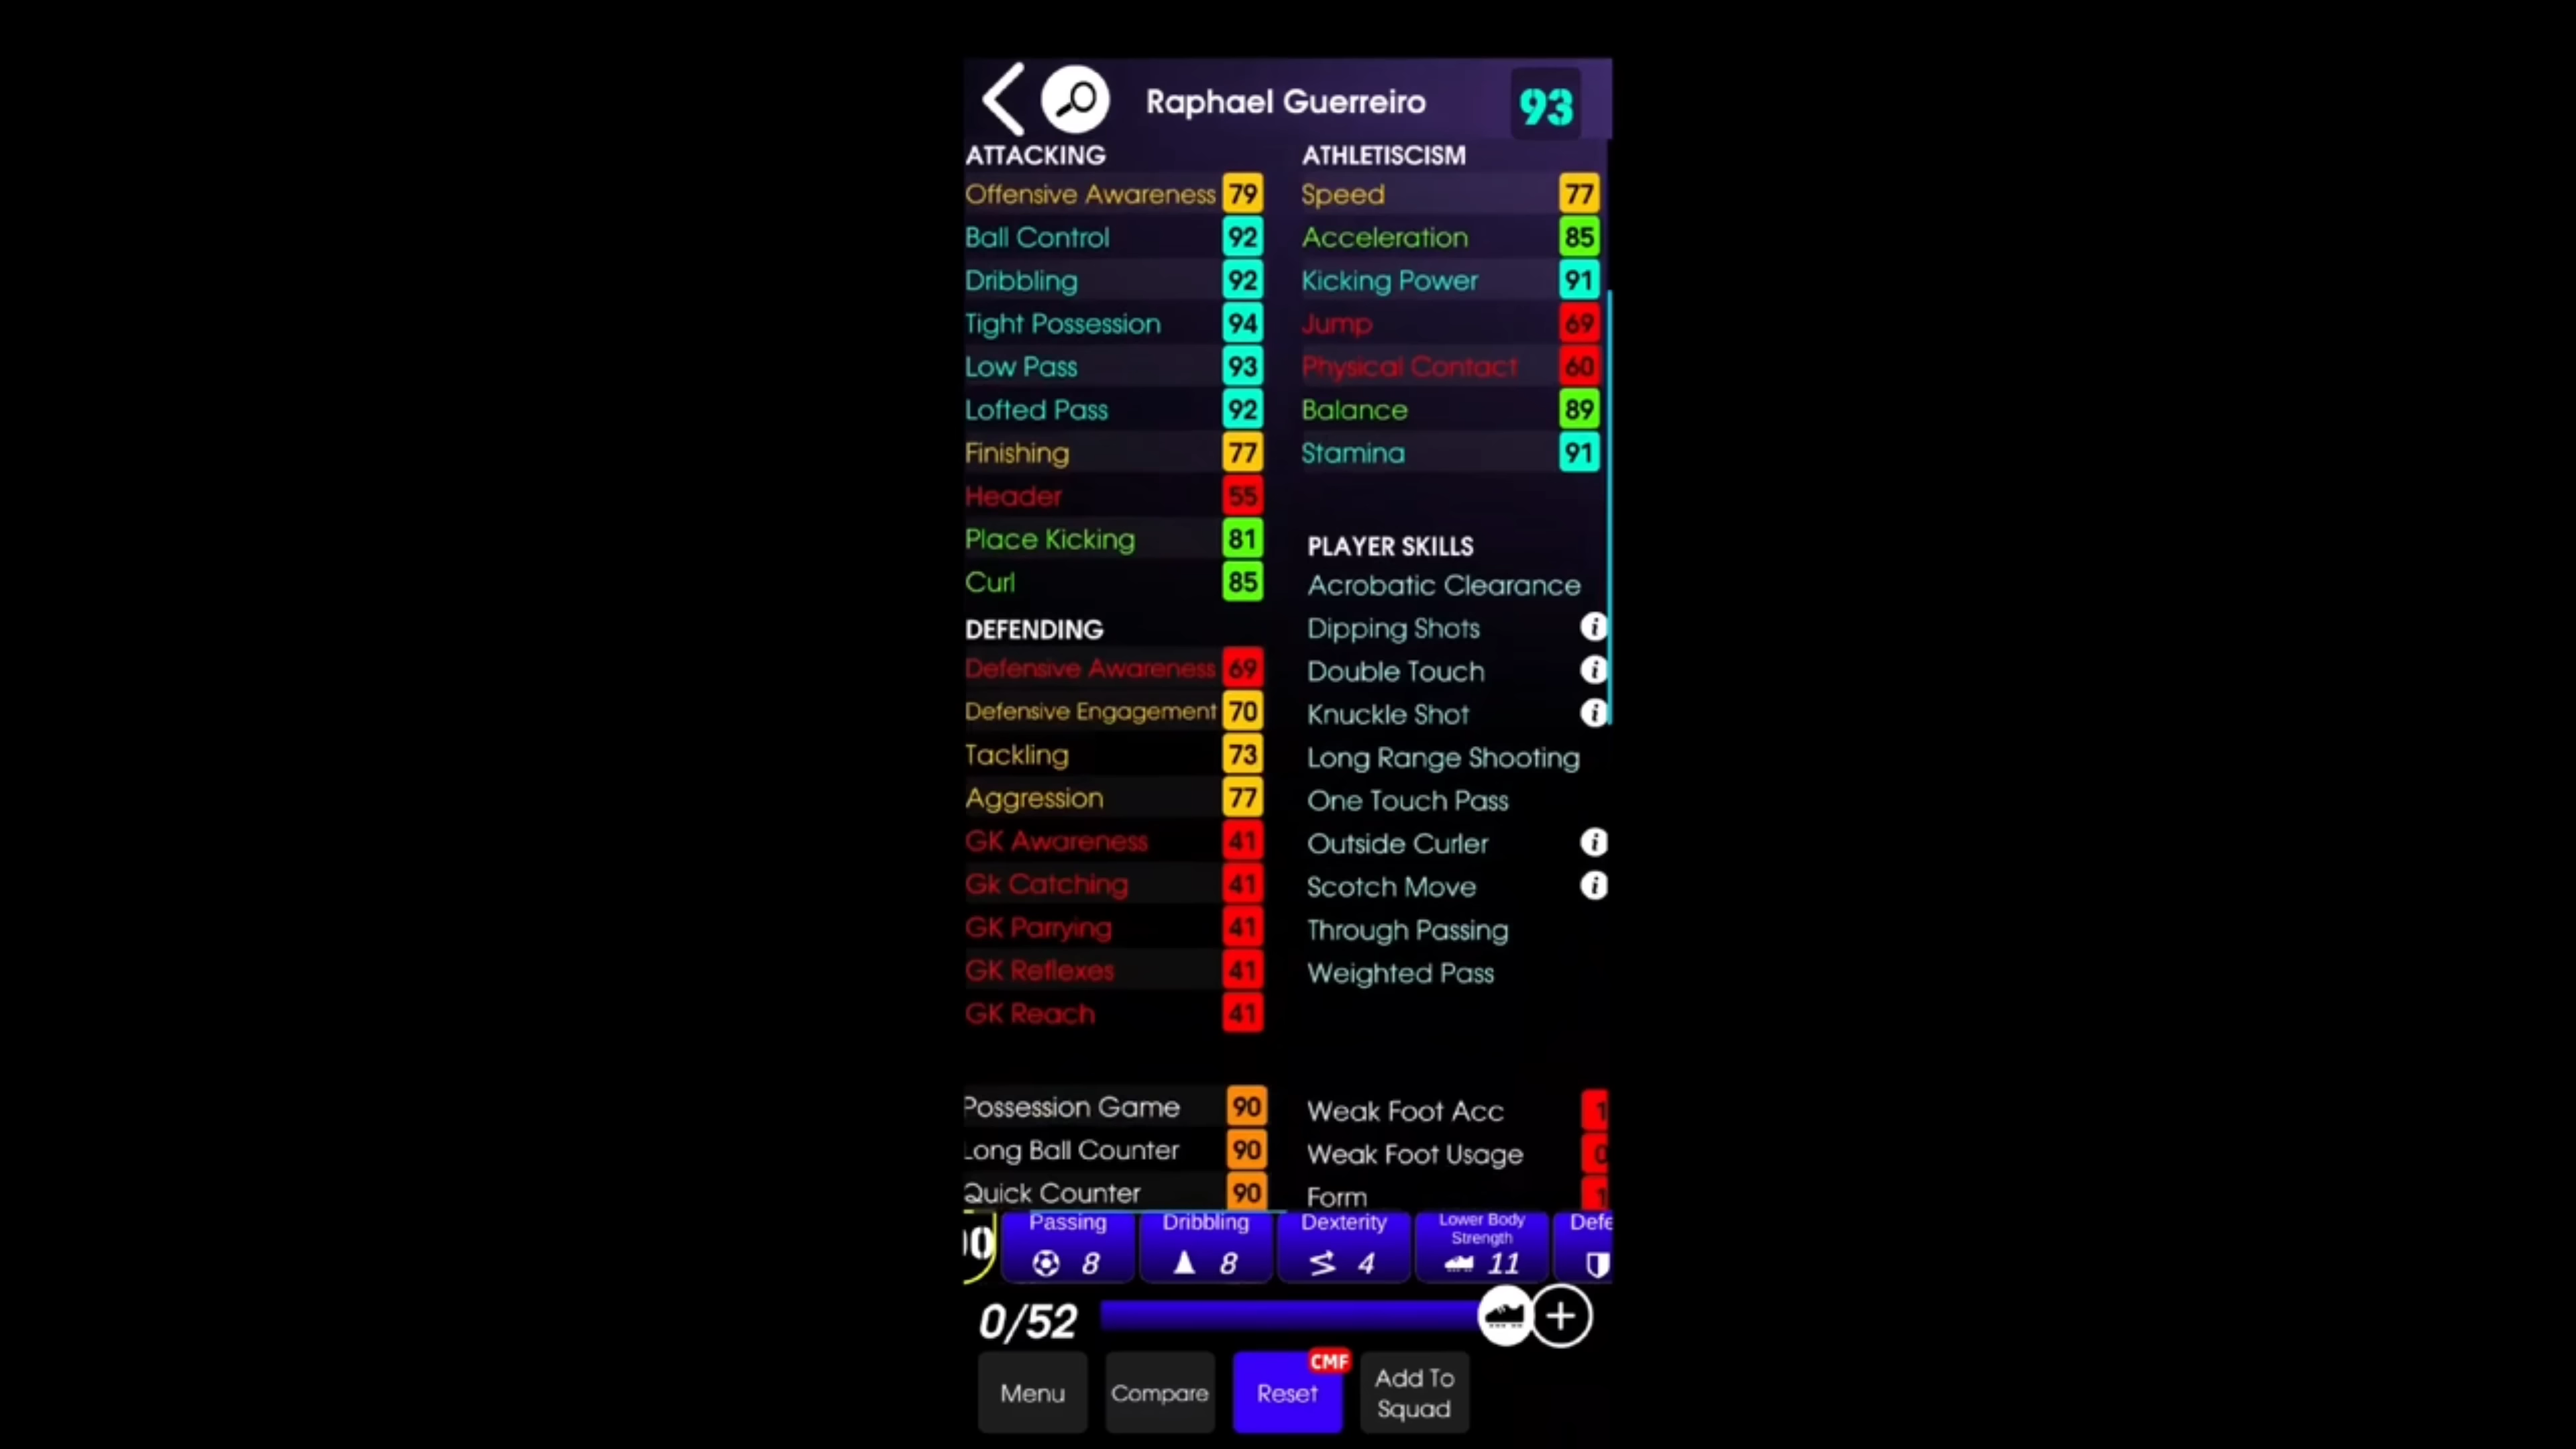 Raphael Guerreiro 93
ATTACKING
Offensive Awareness 79
Ball Control 92
Dribbling 92
Tight Possession 94
Low Pass 93
Lofted Pass 92
Finishing 77
Header 55
Place Kicking 81
Curl 85
DEFENDING
Defensive Awareness 69
Defensive Engagement 70
Tackling 73
Aggression 77
GK Awareness 41
Gk Catching 41
GK Parrying 41
GK Reflexes 41
GK Reach 41
Possession Game 90
Long Ball Counter 90
Quick Counter 90
ATHLETISCISM
Speed 77
Acceleration 85
Kicking Power 91
Jump 69
Physical Contact 60
Balance 89
Stamina 91
PLAYER SKILLS
Acrobatic Clearance
Dipping Shots i
Double Touch i
Knuckle Shot i
Long Range Shooting
One Touch Pass
Outside Curler i
Scotch Move i
Through Passing
Weighted Pass
Weak Foot Acc 1
Weak Foot Usage 0
Form 1
Passing
8
Dribbling
8
Dexterity
4
Lower Body
Strength
11
0/52
Menu
Compare
Reset
CMF
Add To
Squad